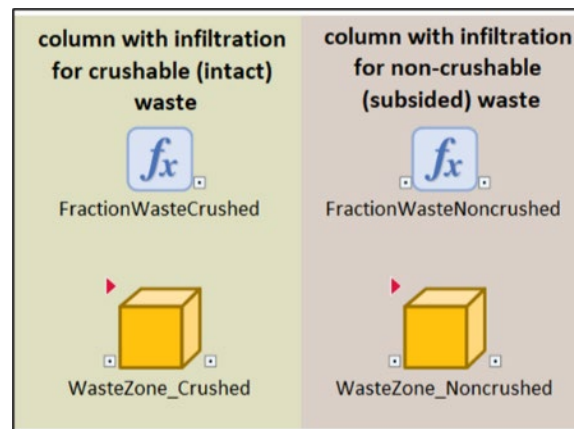 column with infiltration
for crushable (intact)
waste
fx
FractionWasteCrushed
WasteZone_Crushed
column with infiltration
for non-crushable
(subsided) waste
fx
FractionWasteNoncrushed
WasteZone_Noncrushed